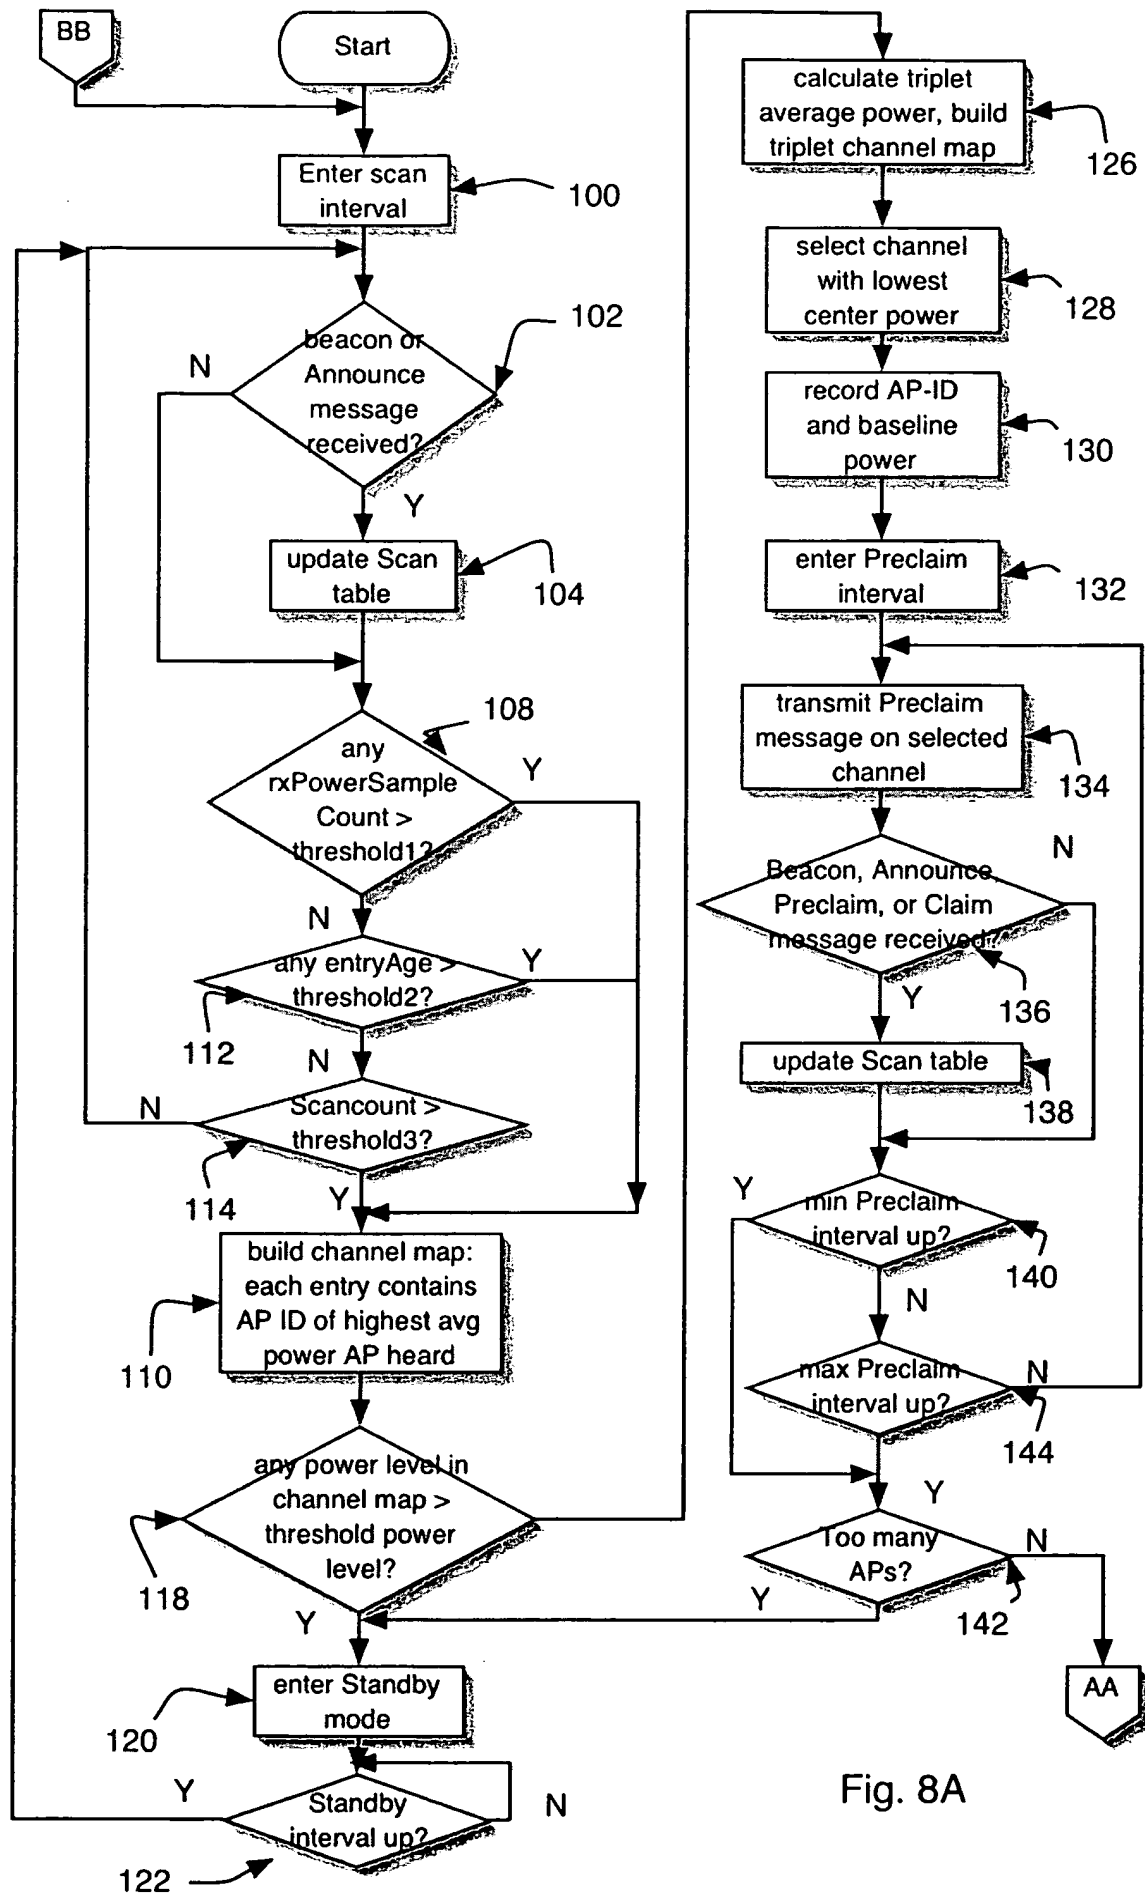 BB
Start
Enter scan
interval
100
beacon or
Announce
message
received?
102
N
Y
update Scan
table
104
any
rxPowerSample
Count >
threshold1?
108
Y
N
any entryAge >
threshold2?
Y
112
N
Scancount >
threshold3?
N
114
Y
build channel map:
each entry contains
AP ID of highest avg
power AP heard
110
any power level in
channel map >
threshold power
level?
118
Y
enter Standby
mode
120
Y
Standby
interval up?
N
122
calculate triplet
average power, build
triplet channel map
126
select channel
with lowest
center power
128
record AP-ID
and baseline
power
130
enter Preclaim
interval
132
transmit Preclaim
message on selected
channel
134
N
Beacon, Announce,
Preclaim, or Claim
message received?
136
Y
update Scan table
138
Y
min Preclaim
interval up?
140
N
max Preclaim
interval up?
N
144
Y
Too many
APs?
N
142
Y
AA
Fig. 8A